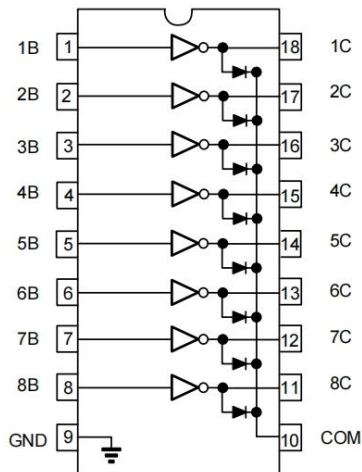 1B 1 18 1C
2B 2 17 2C
3B 3 16 3C
4B 4 15 4C
5B 5 14 5C
6B 6 13 6C
7B 7 12 7C
8B 8 11 8C
GND 9 10 COM